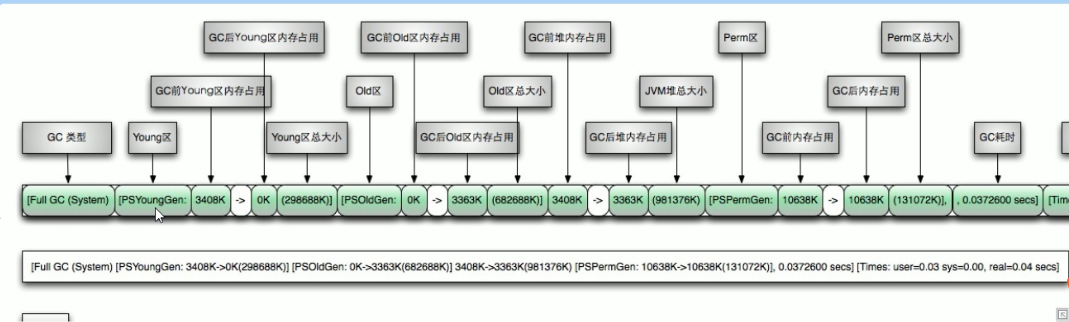 GC后Young区内存占用 GC前Old区内存占用 GC前堆内存占用 Perm区 Perm区总大小
GC前Young区内存占用 Old区 Old区总大小 JVM堆总大小 GC后内存占用
GC 类型 Young区 Young区总大小 GC后Old区内存占用 GC后堆内存占用 GC前内存占用 GC耗时
[Full GC (System) [PSYoungGen: 3408K -> 0K (298688K)] [PSOldGen: 0K -> 3363K (682688K)] 3408K -> 3363K (981376K) [PSPermGen: 10638K -> 10638K (131072K)], , 0.0372600 secs] [Tim
[Full GC (System) [PSYoungGen: 3408K->0K(298688K)] [PSOldGen: 0K->3363K(682688K)] 3408K->3363K(981376K) [PSPermGen: 10638K->10638K(131072K)], 0.0372600 secs] [Times: user=0.03 sys=0.00, real=0.04 secs]